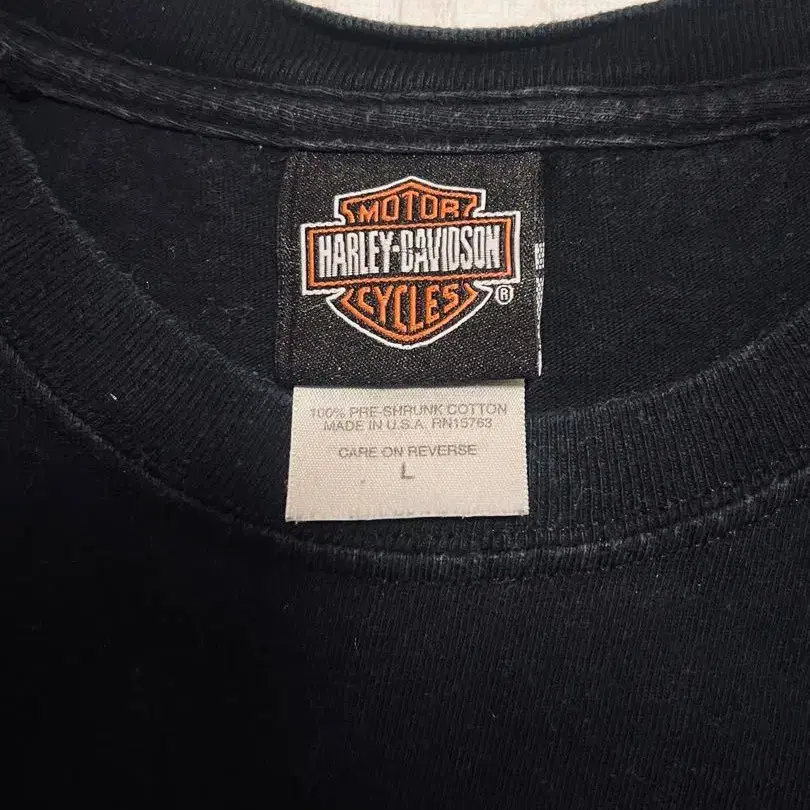 MOTOR
HARLEY-DAVIDSON
CYCLES
®
100% PRE-SHRUNK COTTON
MADE IN U.S.A. RN15763
CARE ON REVERSE
L